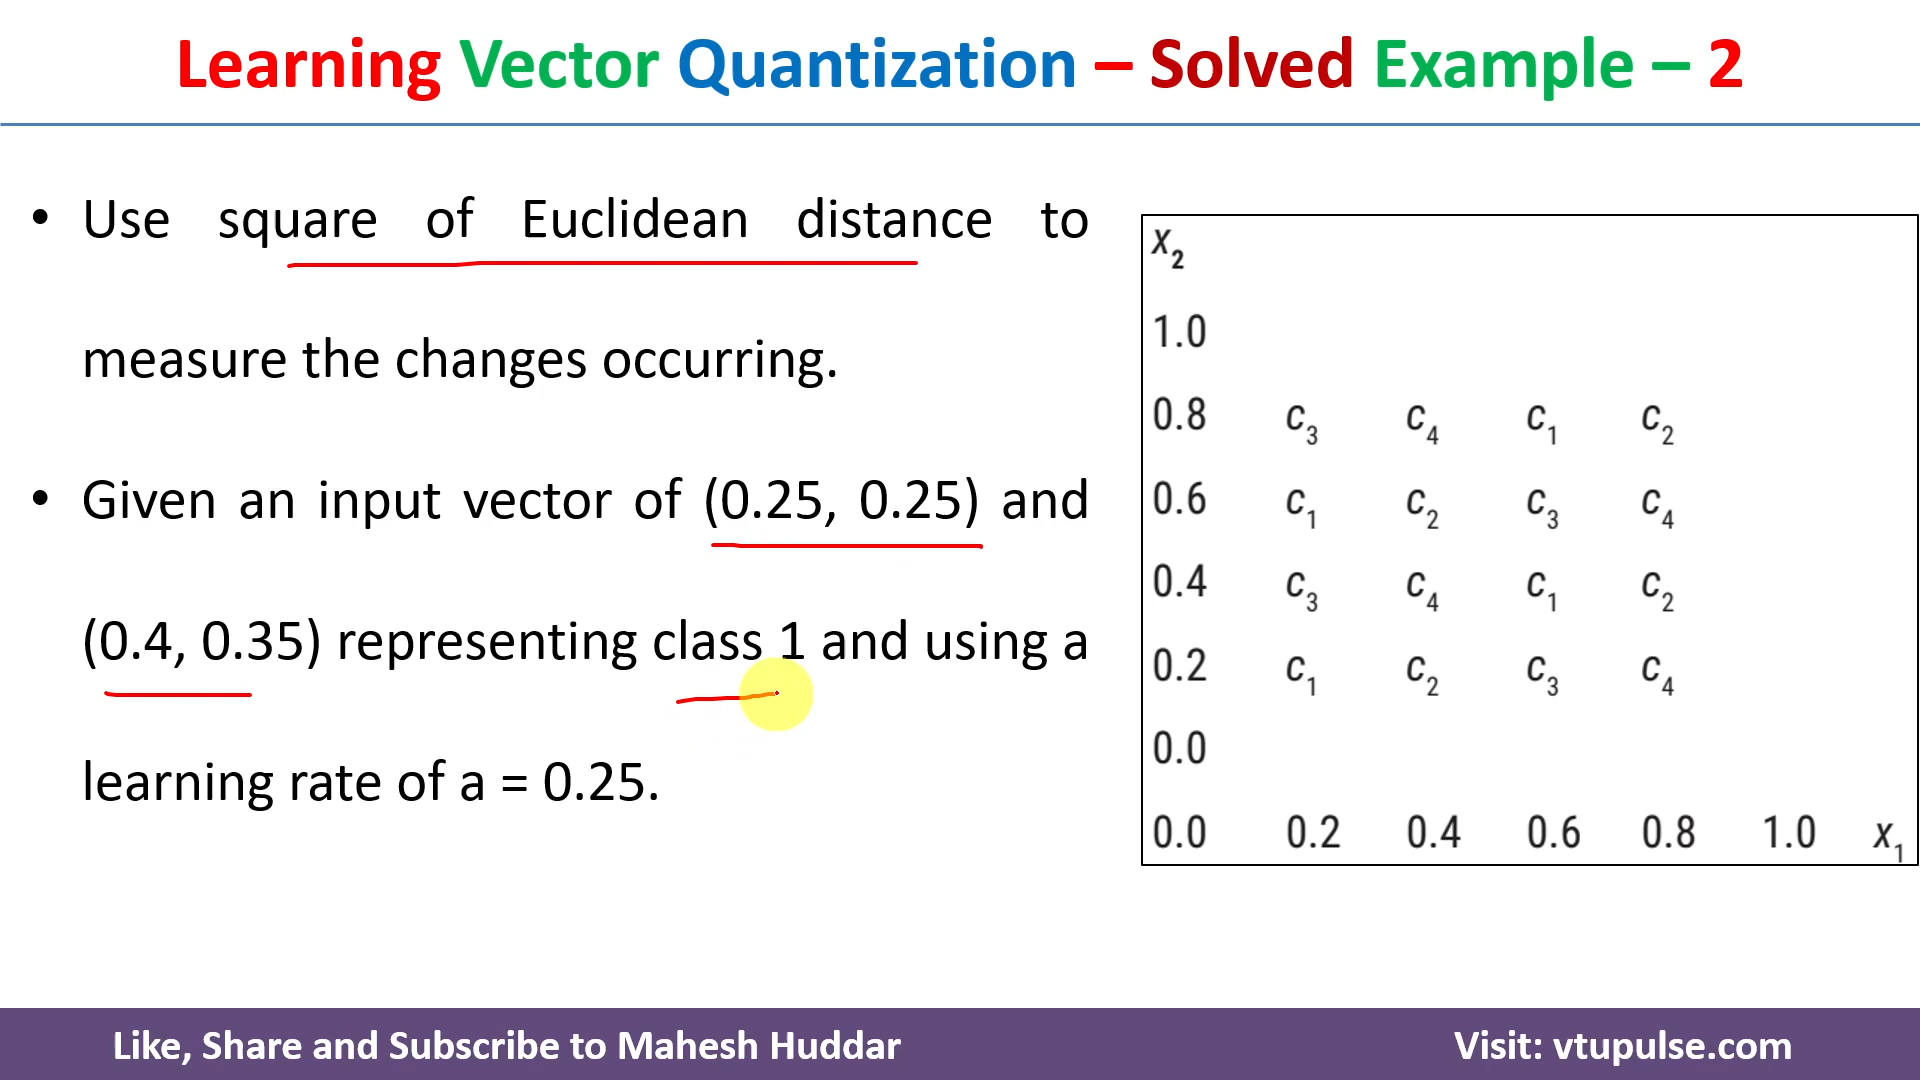 Learning Vector Quantization – Solved Example – 2
• Use square of Euclidean distance to
measure the changes occurring.
• Given an input vector of (0.25, 0.25) and
(0.4, 0.35) representing class 1 and using a
learning rate of a = 0.25.
x₂
1.0
0.8 c₃ c₄ c₁ c₂
0.6 c₁ c₂ c₃ c₄
0.4 c₃ c₄ c₁ c₂
0.2 c₁ c₂ c₃ c₄
0.0
0.0 0.2 0.4 0.6 0.8 1.0 x₁
Like, Share and Subscribe to Mahesh Huddar
Visit: vtupulse.com